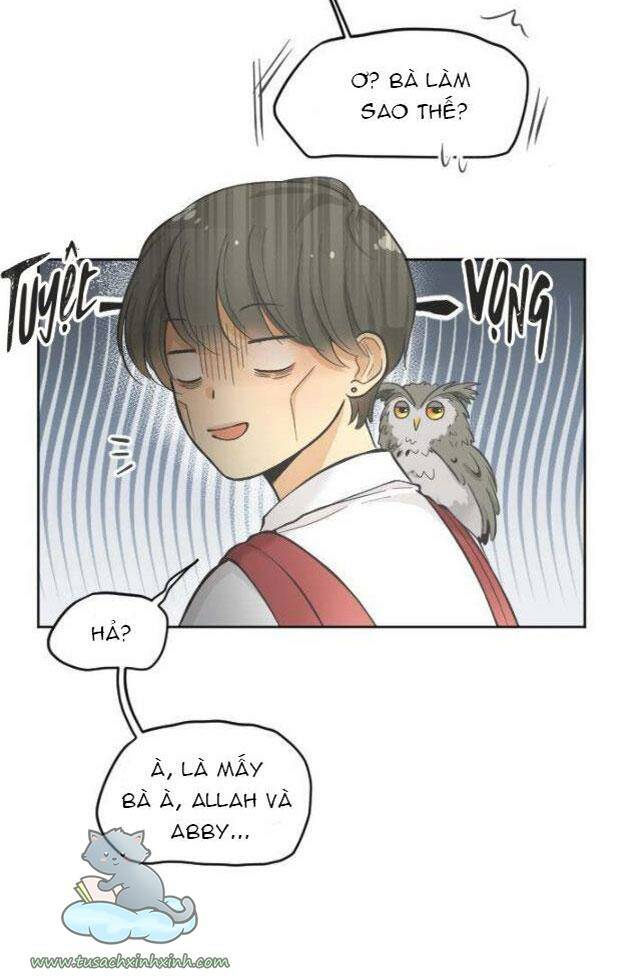 Ơ? BÀ LÀM
SAO THẾ?
TUYỆT VỌNG
HẢ?
À, LÀ MẤY
BÀ À, ALLAH VÀ
ABBY...
www.tusachxinhxinh.com